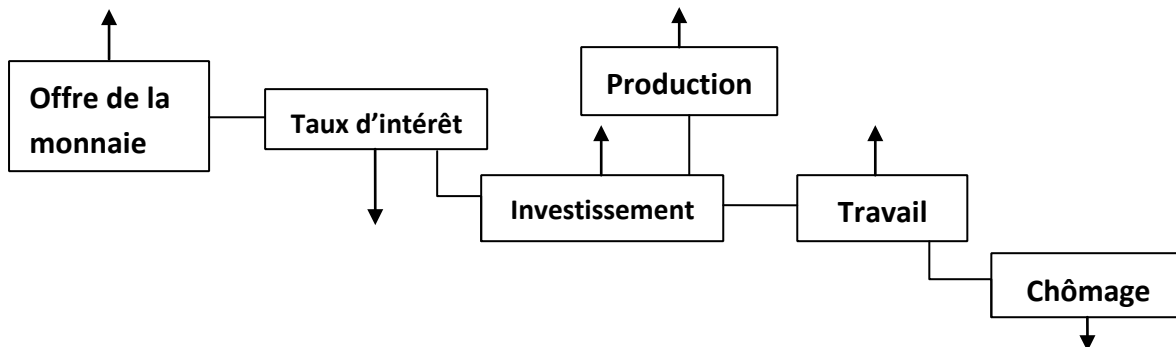 Offre de la
monnaie
Taux d'intérêt
Production
Investissement
Travail
Chômage